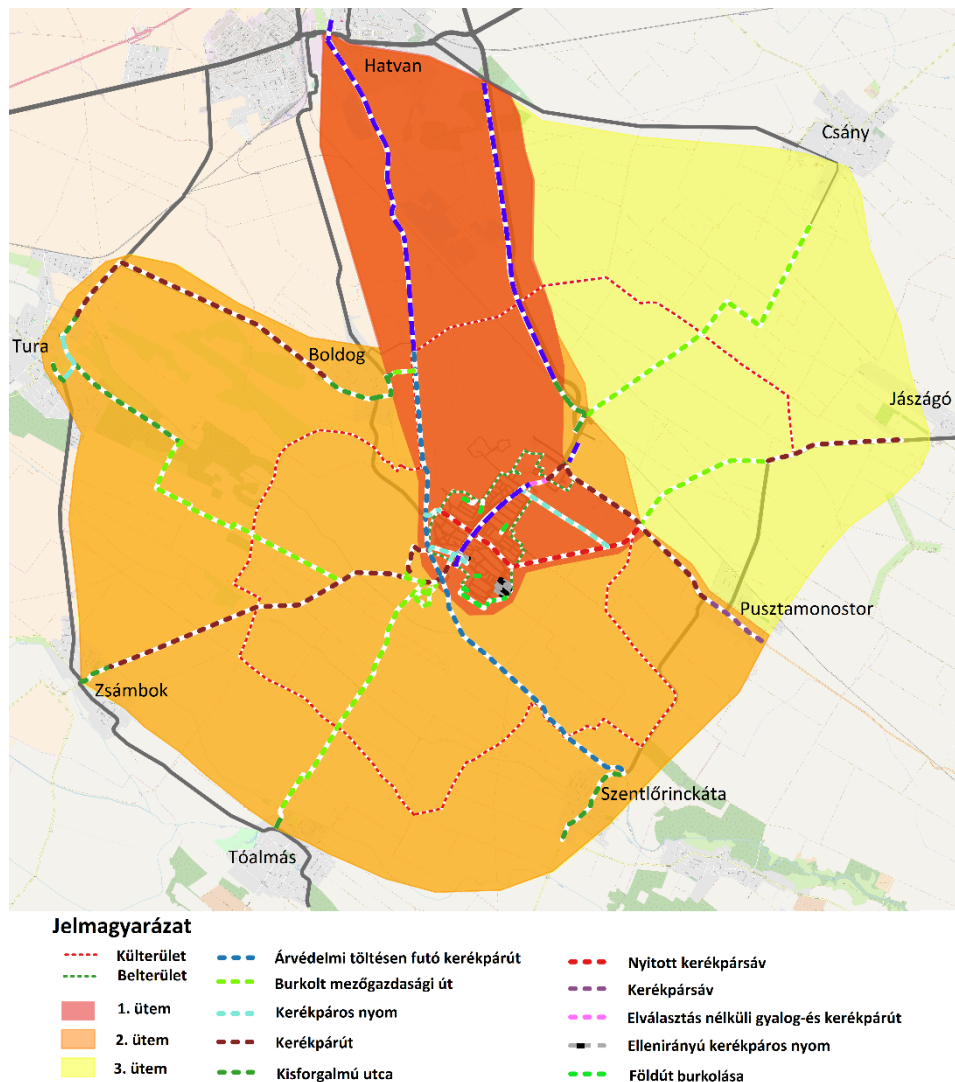 Hatvan
Csány
Tura
Boldog
Jászágó
Pusztamonostor
Zsámbok
Szentlőrinckáta
Tóalmás
Jelmagyarázat
Külterület
Belterület
1. ütem
2. ütem
3. ütem
Árvédelmi töltésen futó kerékpárút
Burkolt mezőgazdasági út
Kerékpáros nyom
Kerékpárút
Kisforgalmú utca
Nyitott kerékpársáv
Kerékpársáv
Elválasztás nélküli gyalog-és kerékpárút
Ellenirányú kerékpáros nyom
Földút burkolása